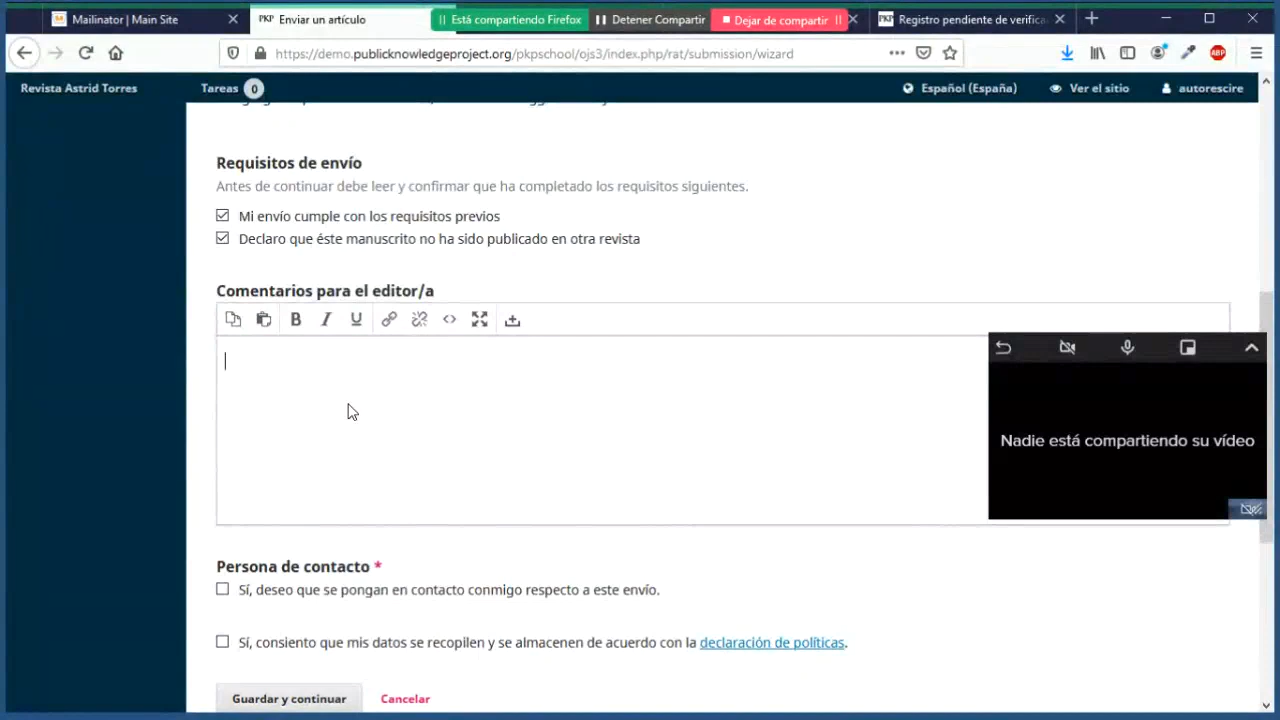 Mailinator | Main Site
PKP Enviar un artículo
Está compartiendo Firefox
Detener Compartir
Dejar de compartir
PKP Registro pendiente de verifica
https://demo.publicknowledgeproject.org/pkpschool/ojs3/index.php/rat/submission/wizard
ABP
Revista Astrid Torres
Tareas 0
Español (España)
Ver el sitio
autorescire
Requisitos de envío
Antes de continuar debe leer y confirmar que ha completado los requisitos siguientes.
Mi envío cumple con los requisitos previos
Declaro que éste manuscrito no ha sido publicado en otra revista
Comentarios para el editor/a
B I U
Nadie está compartiendo su vídeo
Persona de contacto *
Sí, deseo que se pongan en contacto conmigo respecto a este envío.
Sí, consiento que mis datos se recopilen y se almacenen de acuerdo con la declaración de políticas.
Guardar y continuar
Cancelar